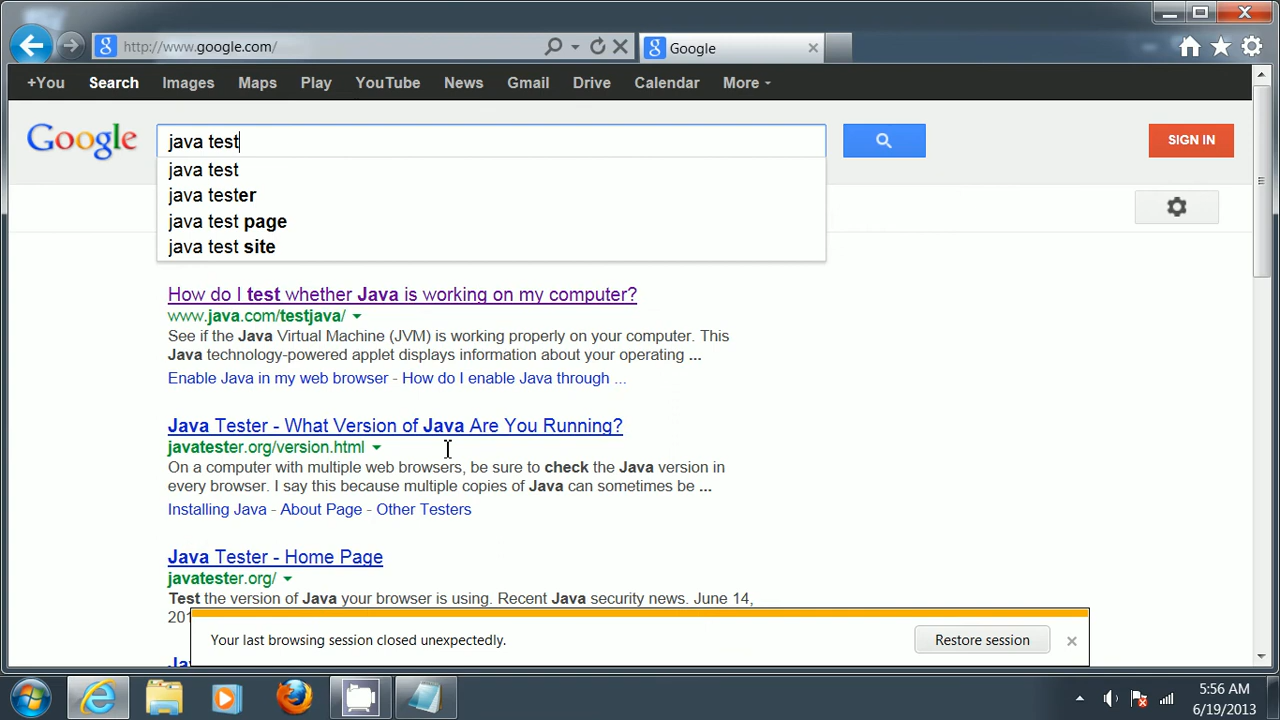 http://www.google.com/
Google
+You Search Images Maps Play YouTube News Gmail Drive Calendar More
Google
java test
SIGN IN
java test
java tester
java test page
java test site
How do I test whether Java is working on my computer?
www.java.com/testjava/
See if the Java Virtual Machine (JVM) is working properly on your computer. This
Java technology-powered applet displays information about your operating ...
Enable Java in my web browser - How do I enable Java through ...
Java Tester - What Version of Java Are You Running?
javatester.org/version.html
On a computer with multiple web browsers, be sure to check the Java version in
every browser. I say this because multiple copies of Java can sometimes be ...
Installing Java - About Page - Other Testers
Java Tester - Home Page
javatester.org/
Test the version of Java your browser is using. Recent Java security news. June 14,
Your last browsing session closed unexpectedly.
Restore session
5:56 AM
6/19/2013